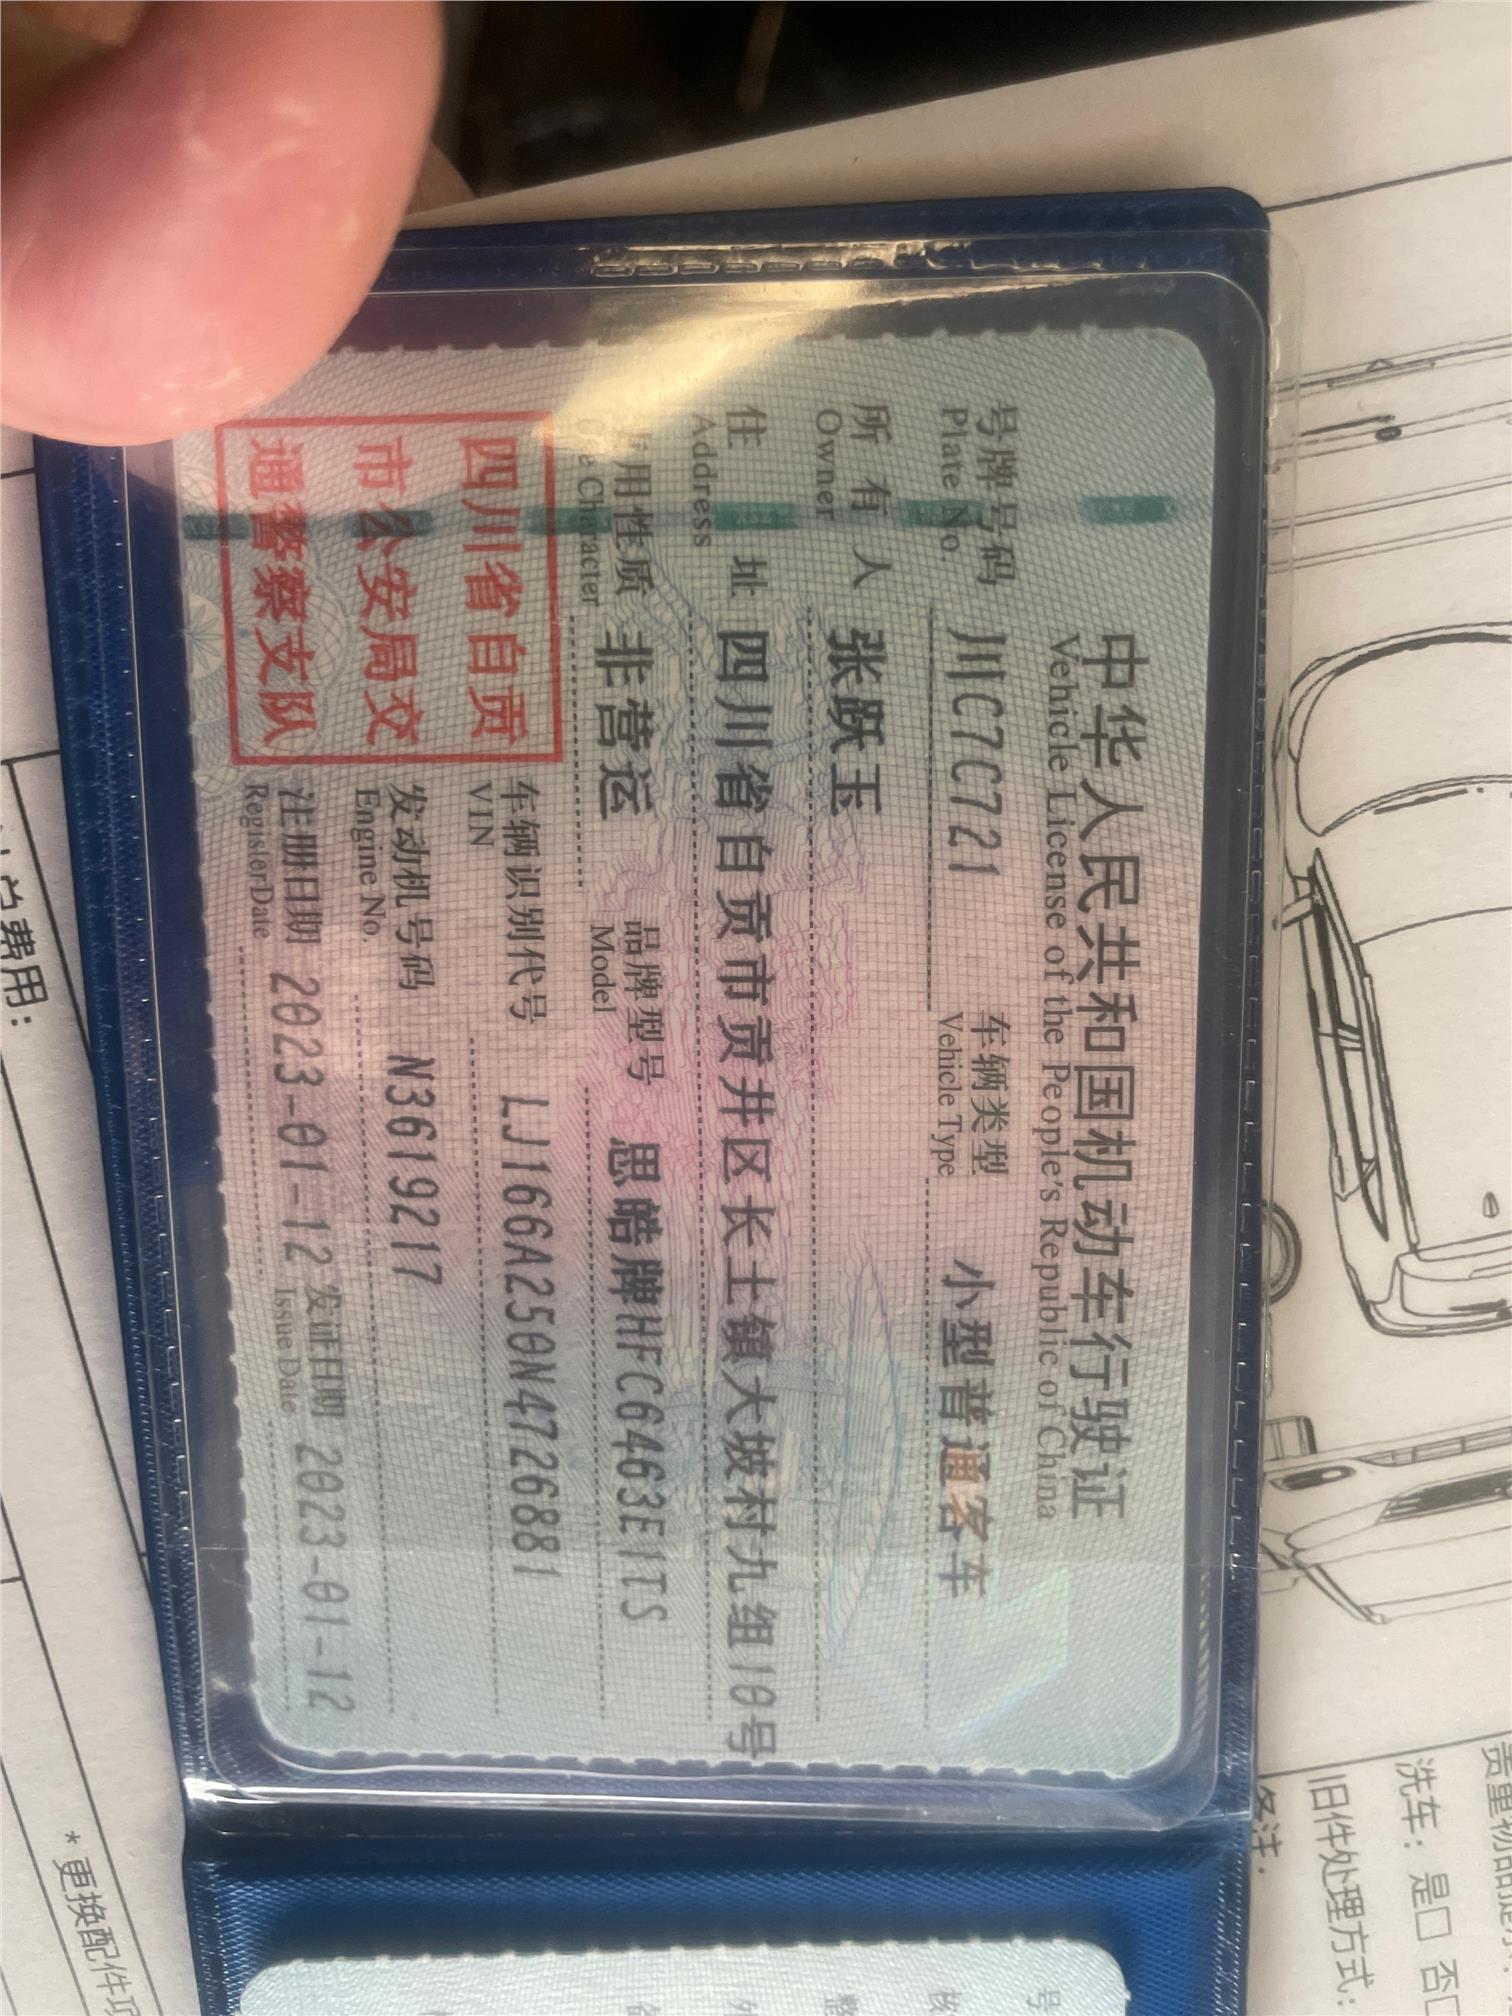 中华人民共和国机动车行驶证
Vehicle License of the People's Republic of China
号牌号码 川C7C721 车辆类型 小型普通客车
Plate No. Vehicle Type
所有人 张跃玉
Owner
住址 四川省自贡市贡井区长土镇大坡村九组10号
Address
用性质 非营运 品牌型号 思皓牌HFC6463E1TS
Character Model
四川省自贡
市公安局交
通警察支队
车辆识别代号 LJ166A250N4726881
VIN
发动机号码 N3619217
Engine No.
注册日期 2023-01-12 发证日期 2023-01-12
Register Date Issue Date
洗车: 是□ 否□
旧件处理方式:
备注:
总费用:
*更换配件项